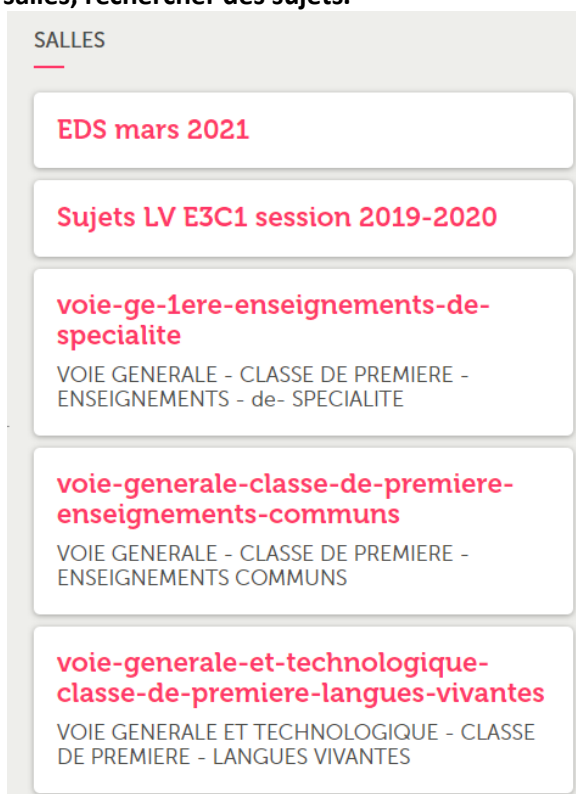 salles, rechercher des sujets.
SALLES
EDS mars 2021
Sujets LV E3C1 session 2019-2020
voie-ge-1ere-enseignements-de-
specialite
VOIE GENERALE - CLASSE DE PREMIERE -
ENSEIGNEMENTS - de- SPECIALITE
voie-generale-classe-de-premiere-
enseignements-communs
VOIE GENERALE - CLASSE DE PREMIERE -
ENSEIGNEMENTS COMMUNS
voie-generale-et-technologique-
classe-de-premiere-langues-vivantes
VOIE GENERALE ET TECHNOLOGIQUE - CLASSE
DE PREMIERE - LANGUES VIVANTES